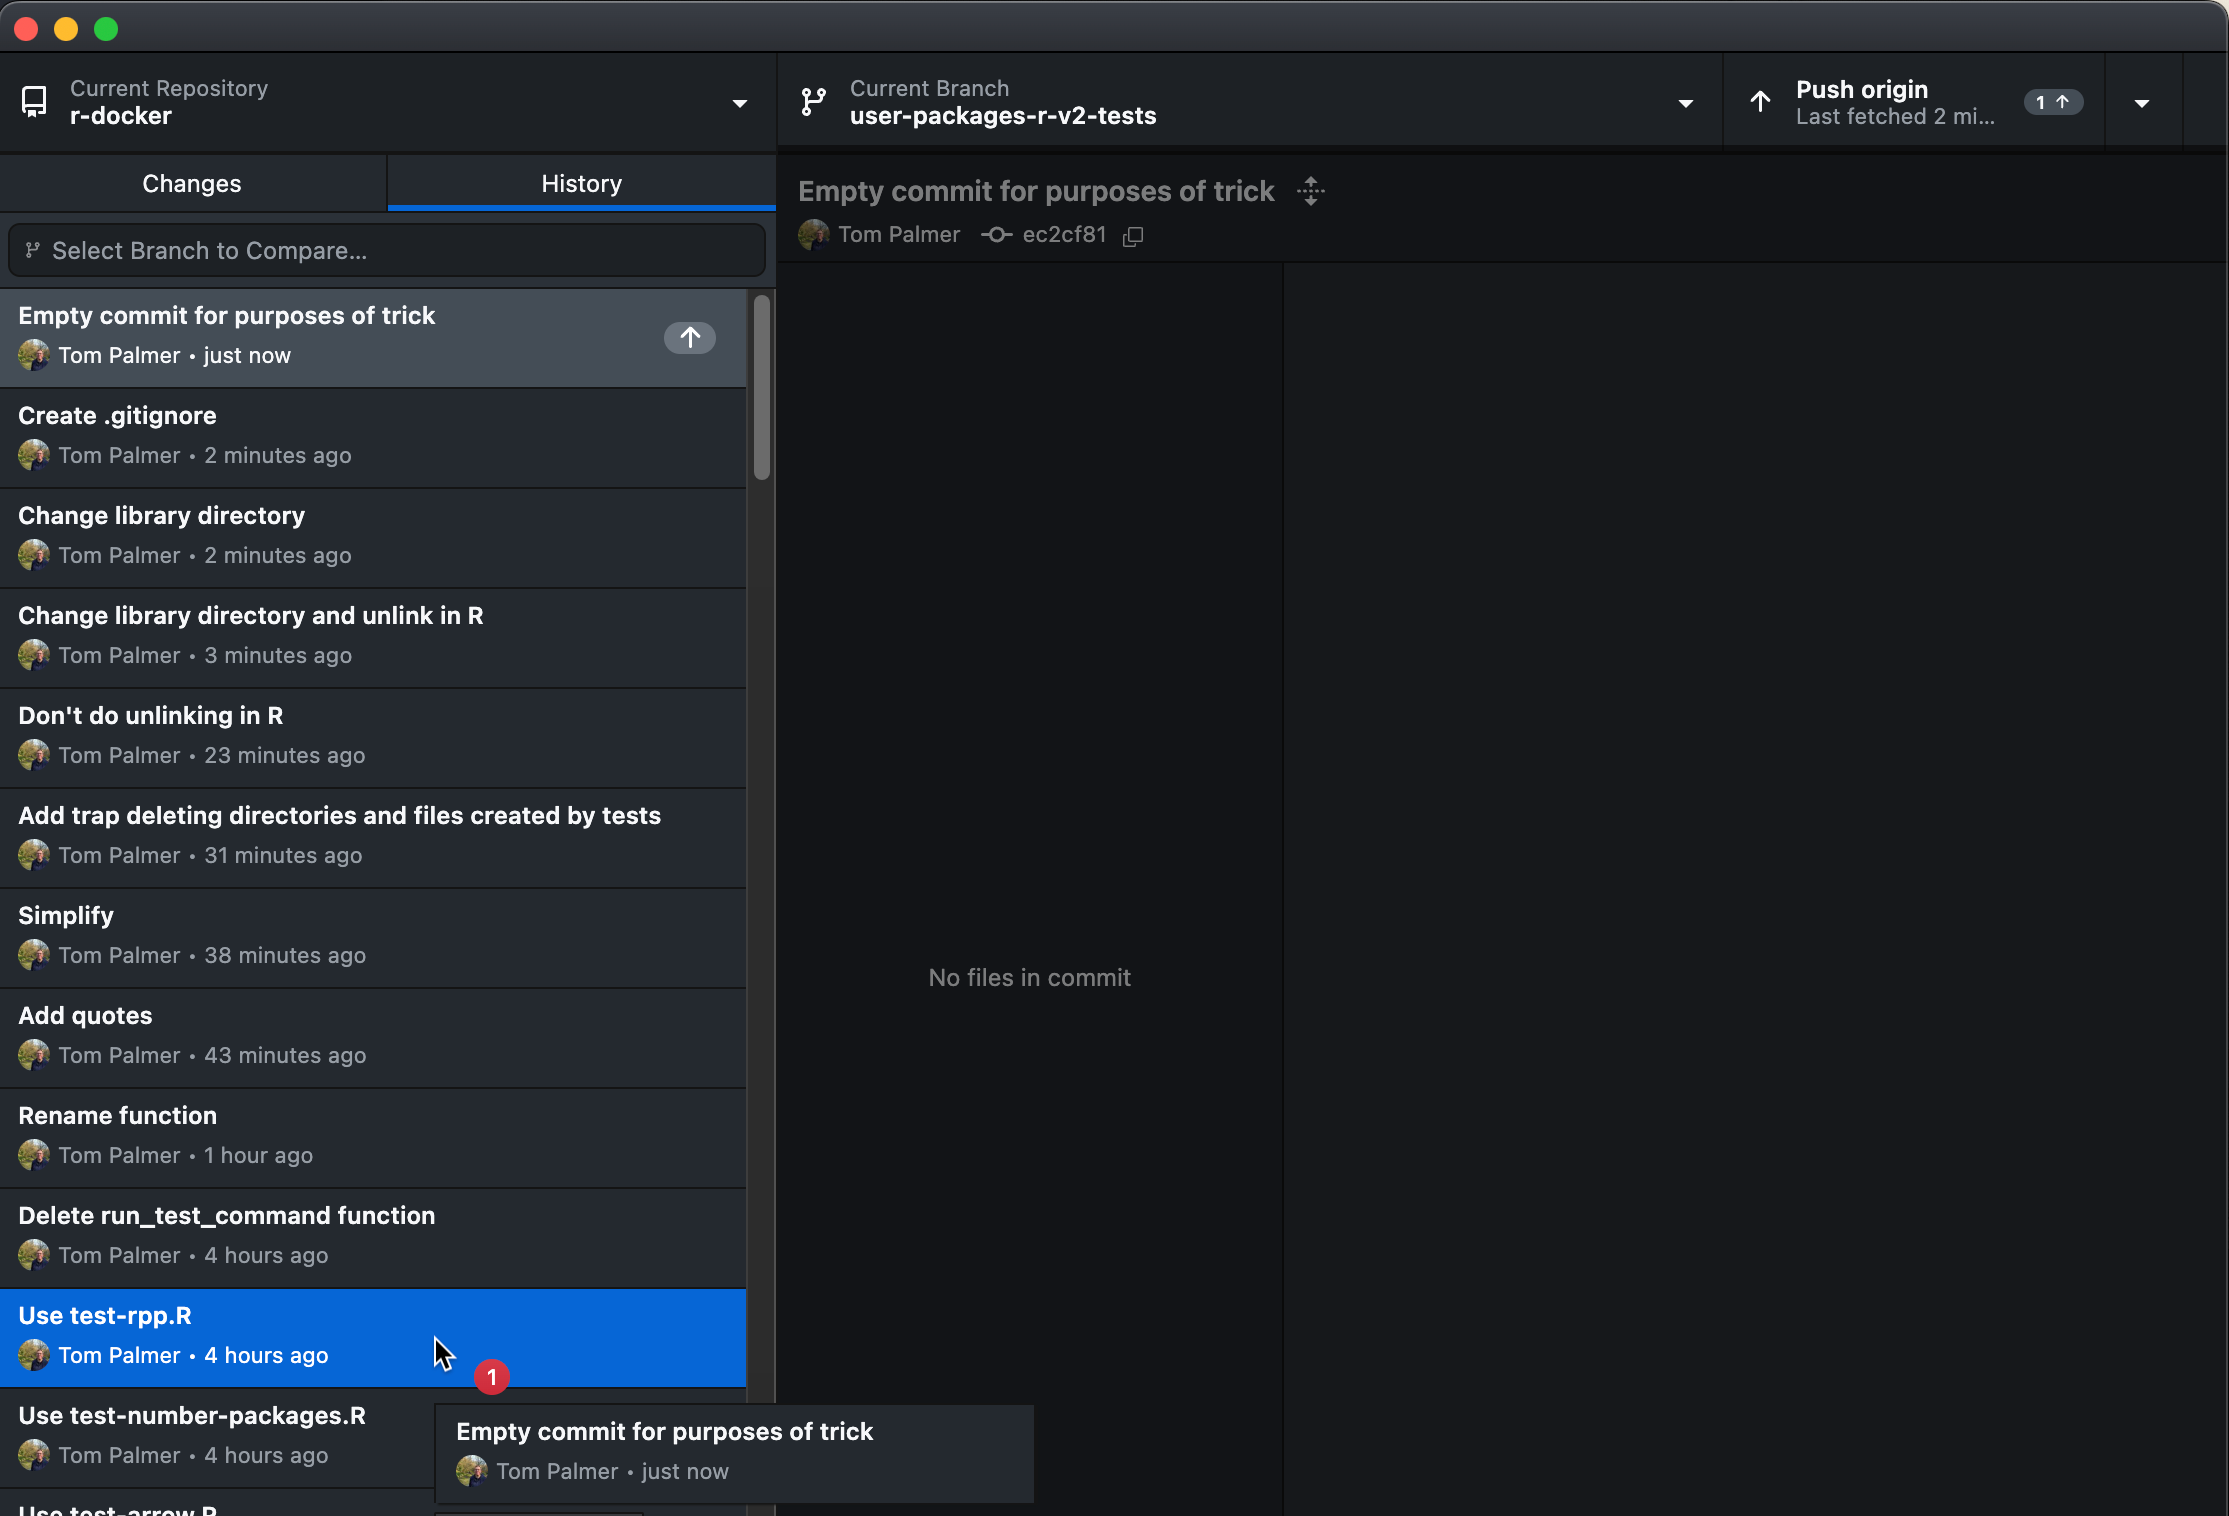 Current Repository
r-docker
Current Branch
user-packages-r-v2-tests
Push origin
Last fetched 2 mi...
1
Changes
History
Select Branch to Compare...
Empty commit for purposes of trick
Tom Palmer • just now
Create .gitignore
Tom Palmer • 2 minutes ago
Change library directory
Tom Palmer • 2 minutes ago
Change library directory and unlink in R
Tom Palmer • 3 minutes ago
Don't do unlinking in R
Tom Palmer • 23 minutes ago
Add trap deleting directories and files created by tests
Tom Palmer • 31 minutes ago
Simplify
Tom Palmer • 38 minutes ago
Add quotes
Tom Palmer • 43 minutes ago
Rename function
Tom Palmer • 1 hour ago
Delete run_test_command function
Tom Palmer • 4 hours ago
Use test-rpp.R
Tom Palmer • 4 hours ago
1
Use test-number-packages.R
Tom Palmer • 4 hours ago
Use test-arrow.R
Empty commit for purposes of trick
Tom Palmer • just now
Empty commit for purposes of trick
Tom Palmer ec2cf81
No files in commit